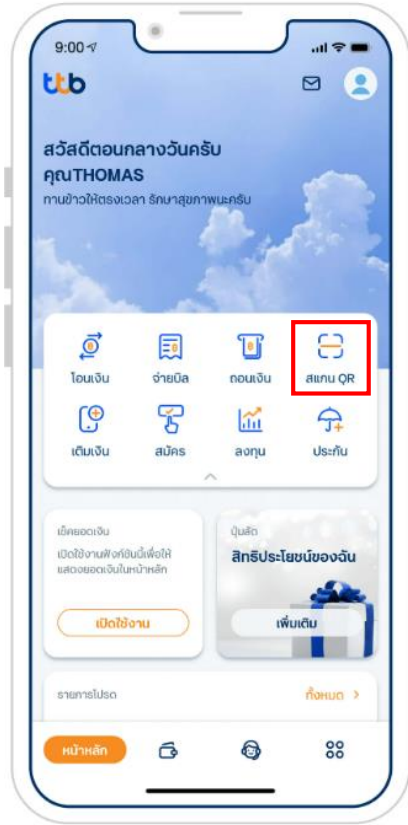 9:00
ttb
สวัสดีตอนกลางวันครับ
คุณTHOMAS
ทานข้าวให้ตรงเวลา รักษาสุขภาพนะครับ
โอนเงิน จ่ายบิล ถอนเงิน สแกน QR
เติมเงิน สมัคร ลงทุน ประกัน
เช็คยอดเงิน
เปิดใช้งานฟังก์ชันนี้เพื่อให้
แสดงยอดเงินในหน้าหลัก
เปิดใช้งาน
ปุ่มลัด
สิทธิประโยชน์ของฉัน
เพิ่มเติม
รายการโปรด ทั้งหมด >
หน้าหลัก